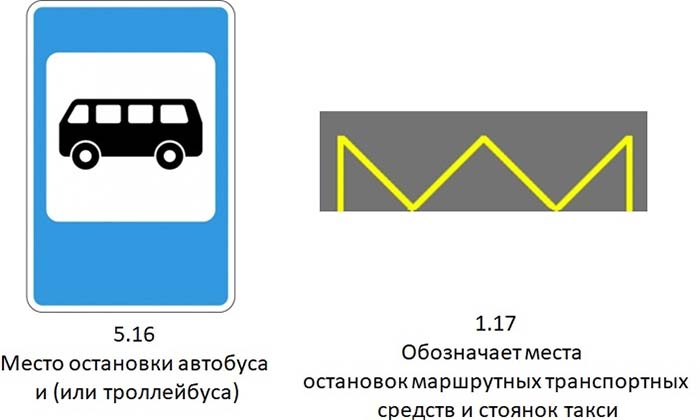 5.16
Место остановки автобуса
и (или троллейбуса)
1.17
Обозначает места
остановок маршрутных транспортных
средств и стоянок такси